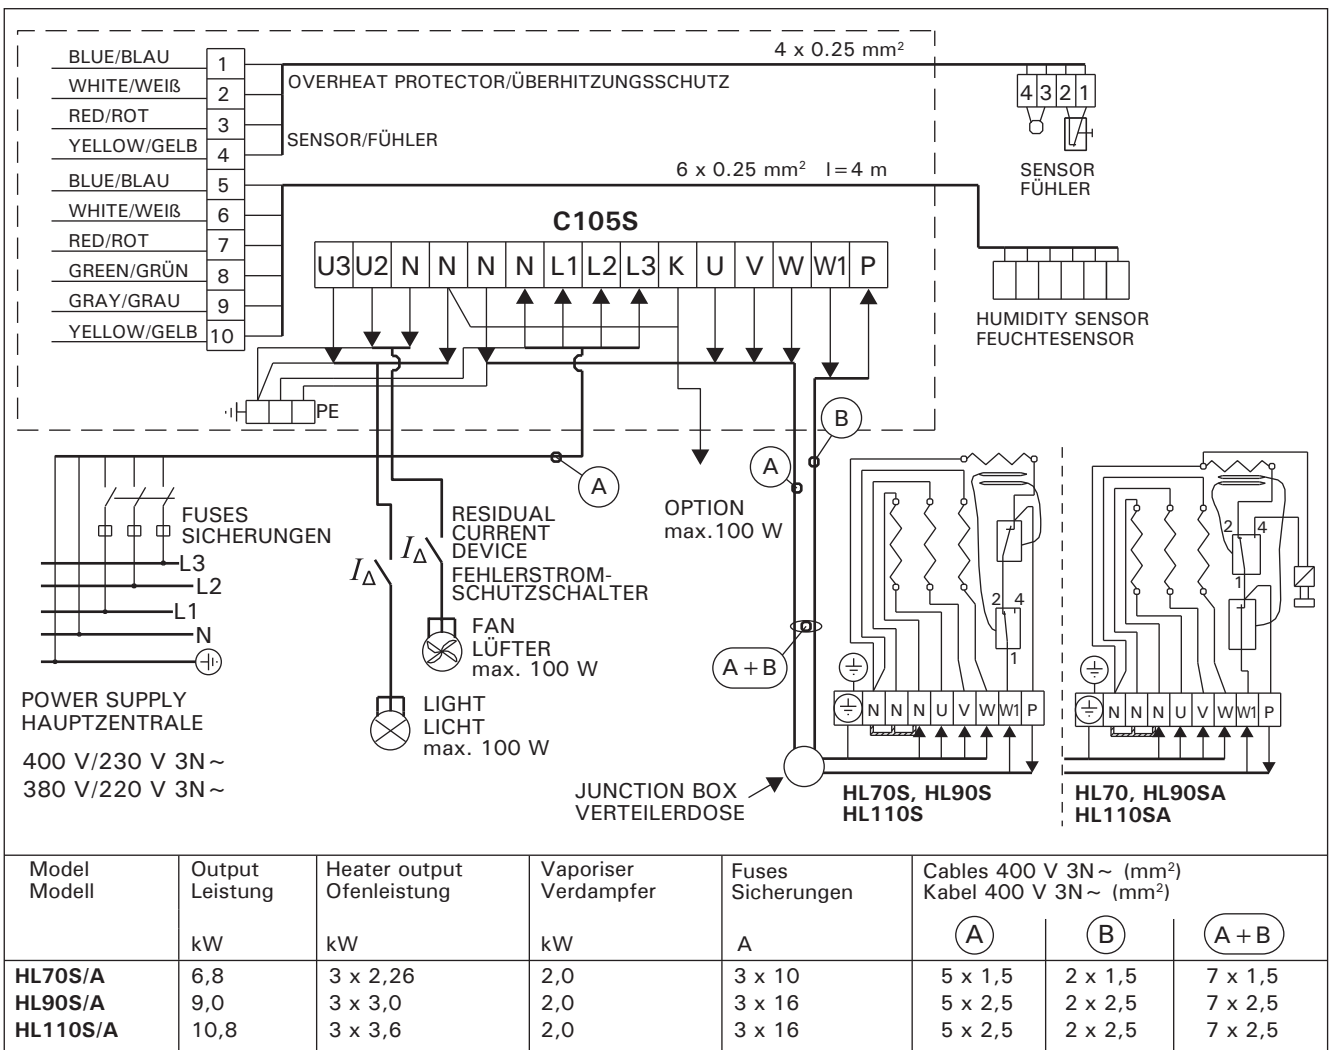 BLUE/BLAU 1
WHITE/WEIß 2
RED/ROT 3
YELLOW/GELB 4
BLUE/BLAU 5
WHITE/WEIß 6
RED/ROT 7
GREEN/GRÜN 8
GRAY/GRAU 9
YELLOW/GELB 10
4 x 0.25 mm²
OVERHEAT PROTECTOR/ÜBERHITZUNGSSCHUTZ
SENSOR/FÜHLER
4 3 2 1
SENSOR
FÜHLER
6 x 0.25 mm² l=4 m
C105S
U3 U2 N N N N L1 L2 L3 K U V W W1 P
HUMIDITY SENSOR
FEUCHTESENSOR
PE
A
B
A
FUSES
SICHERUNGEN
L3
L2
L1
N
POWER SUPPLY
HAUPTZENTRALE
400 V/230 V 3N~
380 V/220 V 3N~
I∆
I∆
RESIDUAL
CURRENT
DEVICE
FEHLERSTROM-
SCHUTZSCHALTER
FAN
LÜFTER
max. 100 W
LIGHT
LICHT
max. 100 W
OPTION
max.100 W
A+B
JUNCTION BOX
VERTEILERDOSE
2 4
1
N N N U V W W1 P
HL70S, HL90S
HL110S
2 4
1
N N N U V W W1 P
HL70, HL90SA
HL110SA
Model Output Heater output Vaporiser Fuses Cables 400 V 3N~ (mm²)
Modell Leistung Ofenleistung Verdampfer Sicherungen Kabel 400 V 3N~ (mm²)
kW kW kW A A B A+B
HL70S/A 6,8 3 x 2,26 2,0 3 x 10 5 x 1,5 2 x 1,5 7 x 1,5
HL90S/A 9,0 3 x 3,0 2,0 3 x 16 5 x 2,5 2 x 2,5 7 x 2,5
HL110S/A 10,8 3 x 3,6 2,0 3 x 16 5 x 2,5 2 x 2,5 7 x 2,5